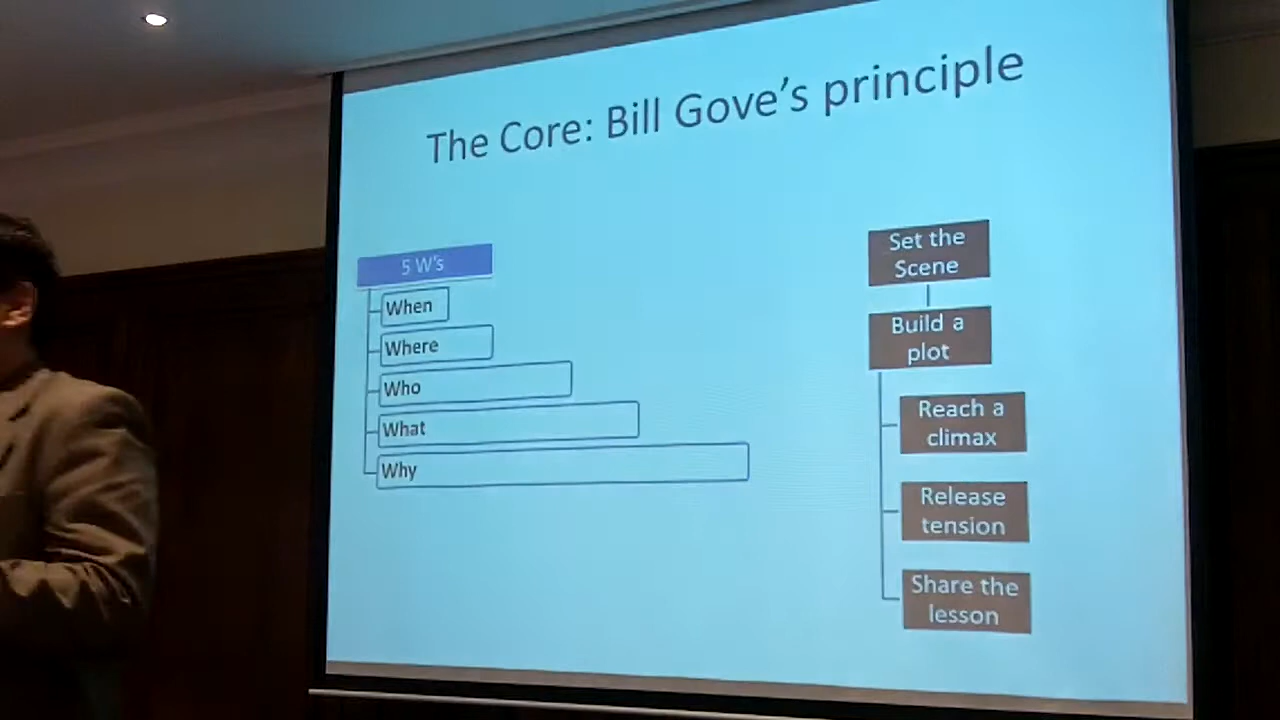 The Core: Bill Gove's principle
5 W's
When
Where
Who
What
Why
Set the
Scene
Build a
plot
Reach a
climax
Release
tension
Share the
lesson